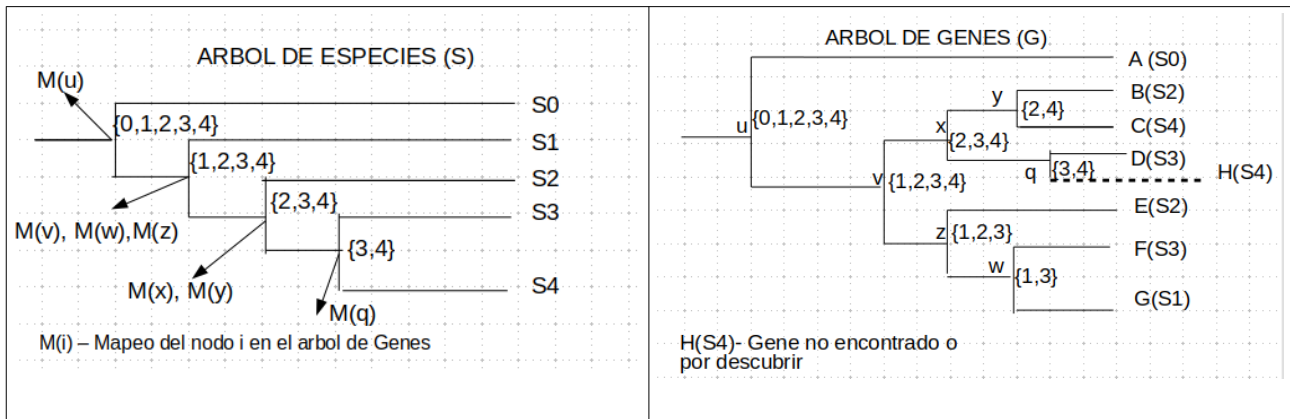 ARBOL DE ESPECIES (S)
M(u)
S0
{0,1,2,3,4}
S1
{1,2,3,4}
S2
{2,3,4}
S3
M(v), M(w),M(z)
{3,4}
S4
M(x), M(y)
M(q)
M(i) – Mapeo del nodo i en el arbol de Genes
ARBOL DE GENES (G)
A (S0)
y
B(S2)
{2,4}
u
{0,1,2,3,4}
x
C(S4)
{2,3,4}
D(S3)
q
{3,4}
H(S4)
v
{1,2,3,4}
E(S2)
z
{1,2,3}
F(S3)
w
{1,3}
G(S1)
H(S4)- Gene no encontrado o
por descubrir